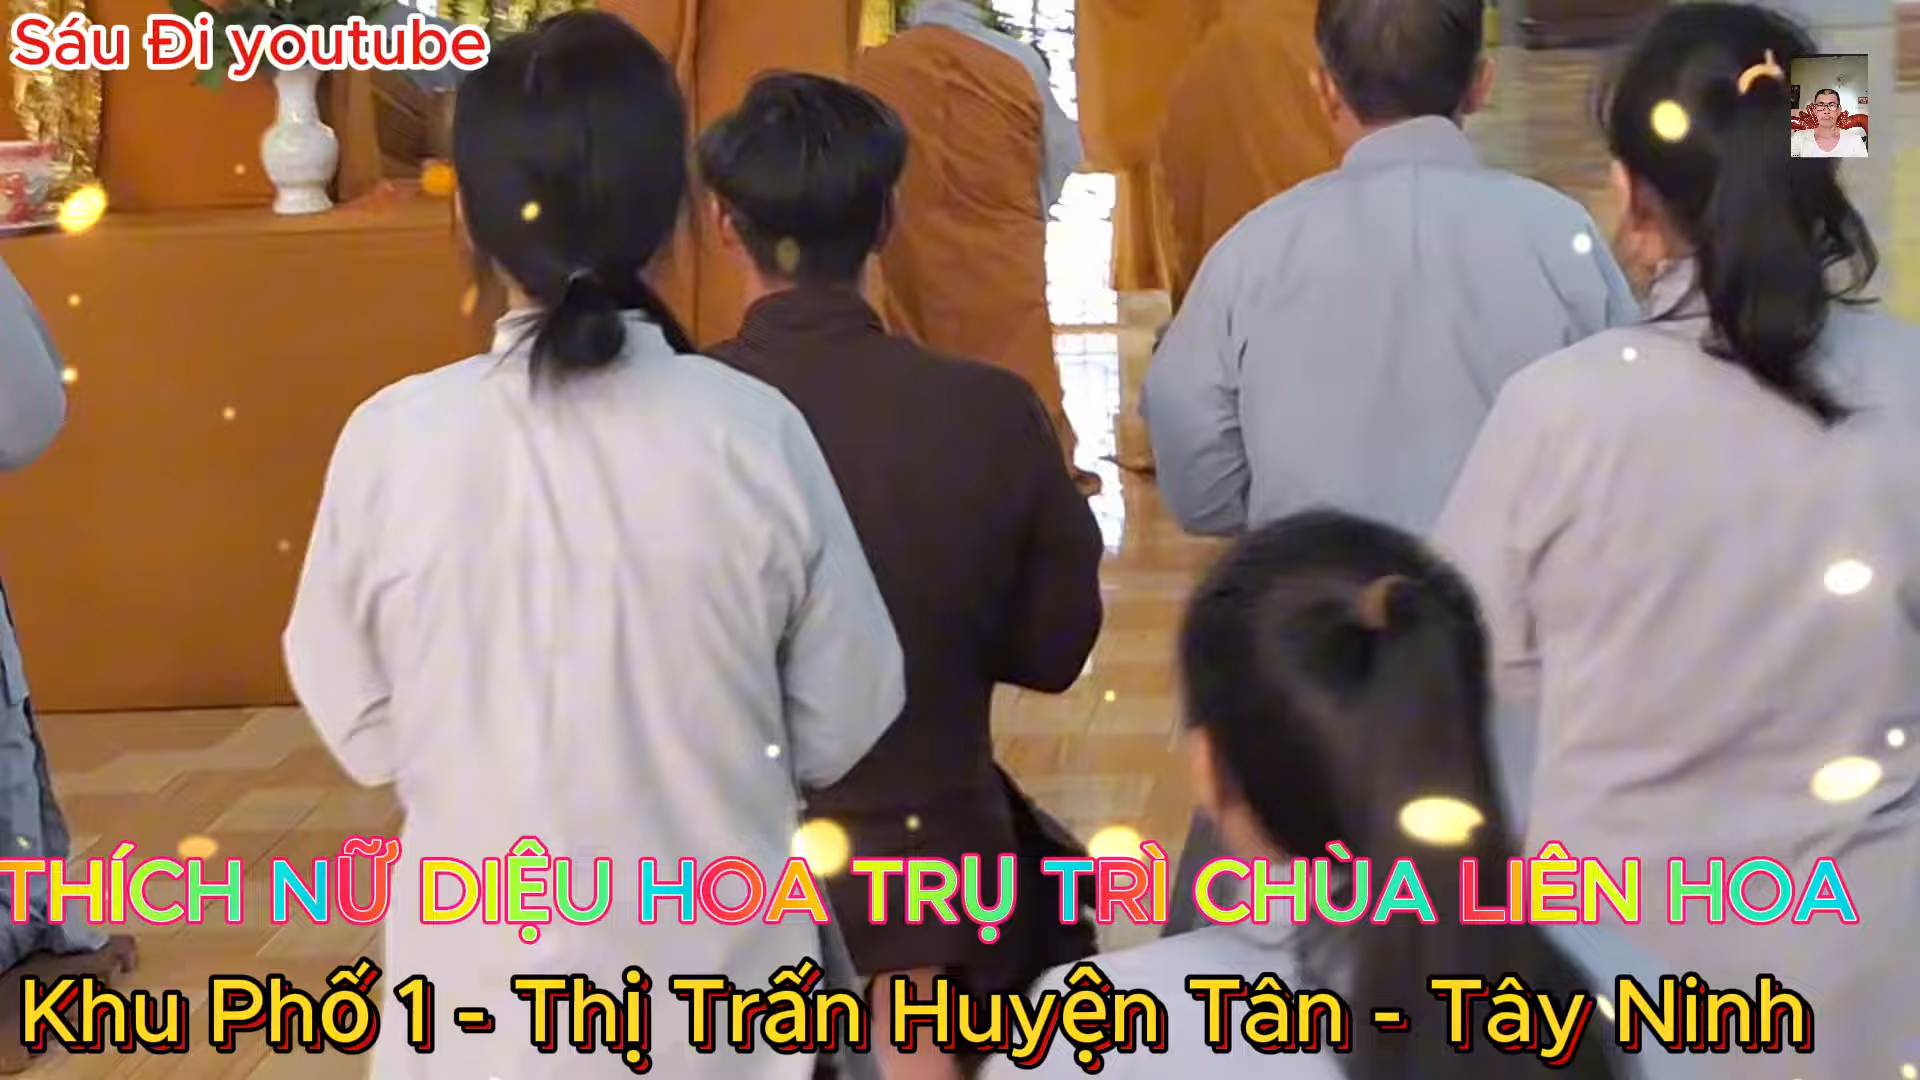 Sáu Đi youtube
THÍCH NỮ DIỆU HOA TRỤ TRÌ CHÙA LIÊN HOA
Khu Phố 1 - Thị Trấn Huyện Tân - Tây Ninh